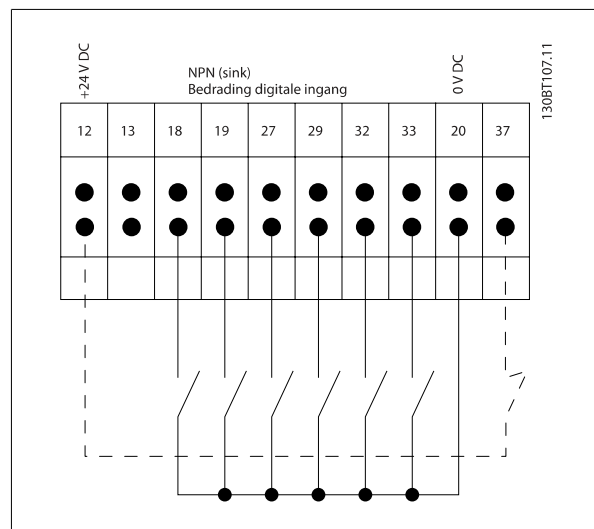 +24 V DC
NPN (sink)
Bedrading digitale ingang
0 V DC
130BT107.11
12 13 18 19 27 29 32 33 20 37